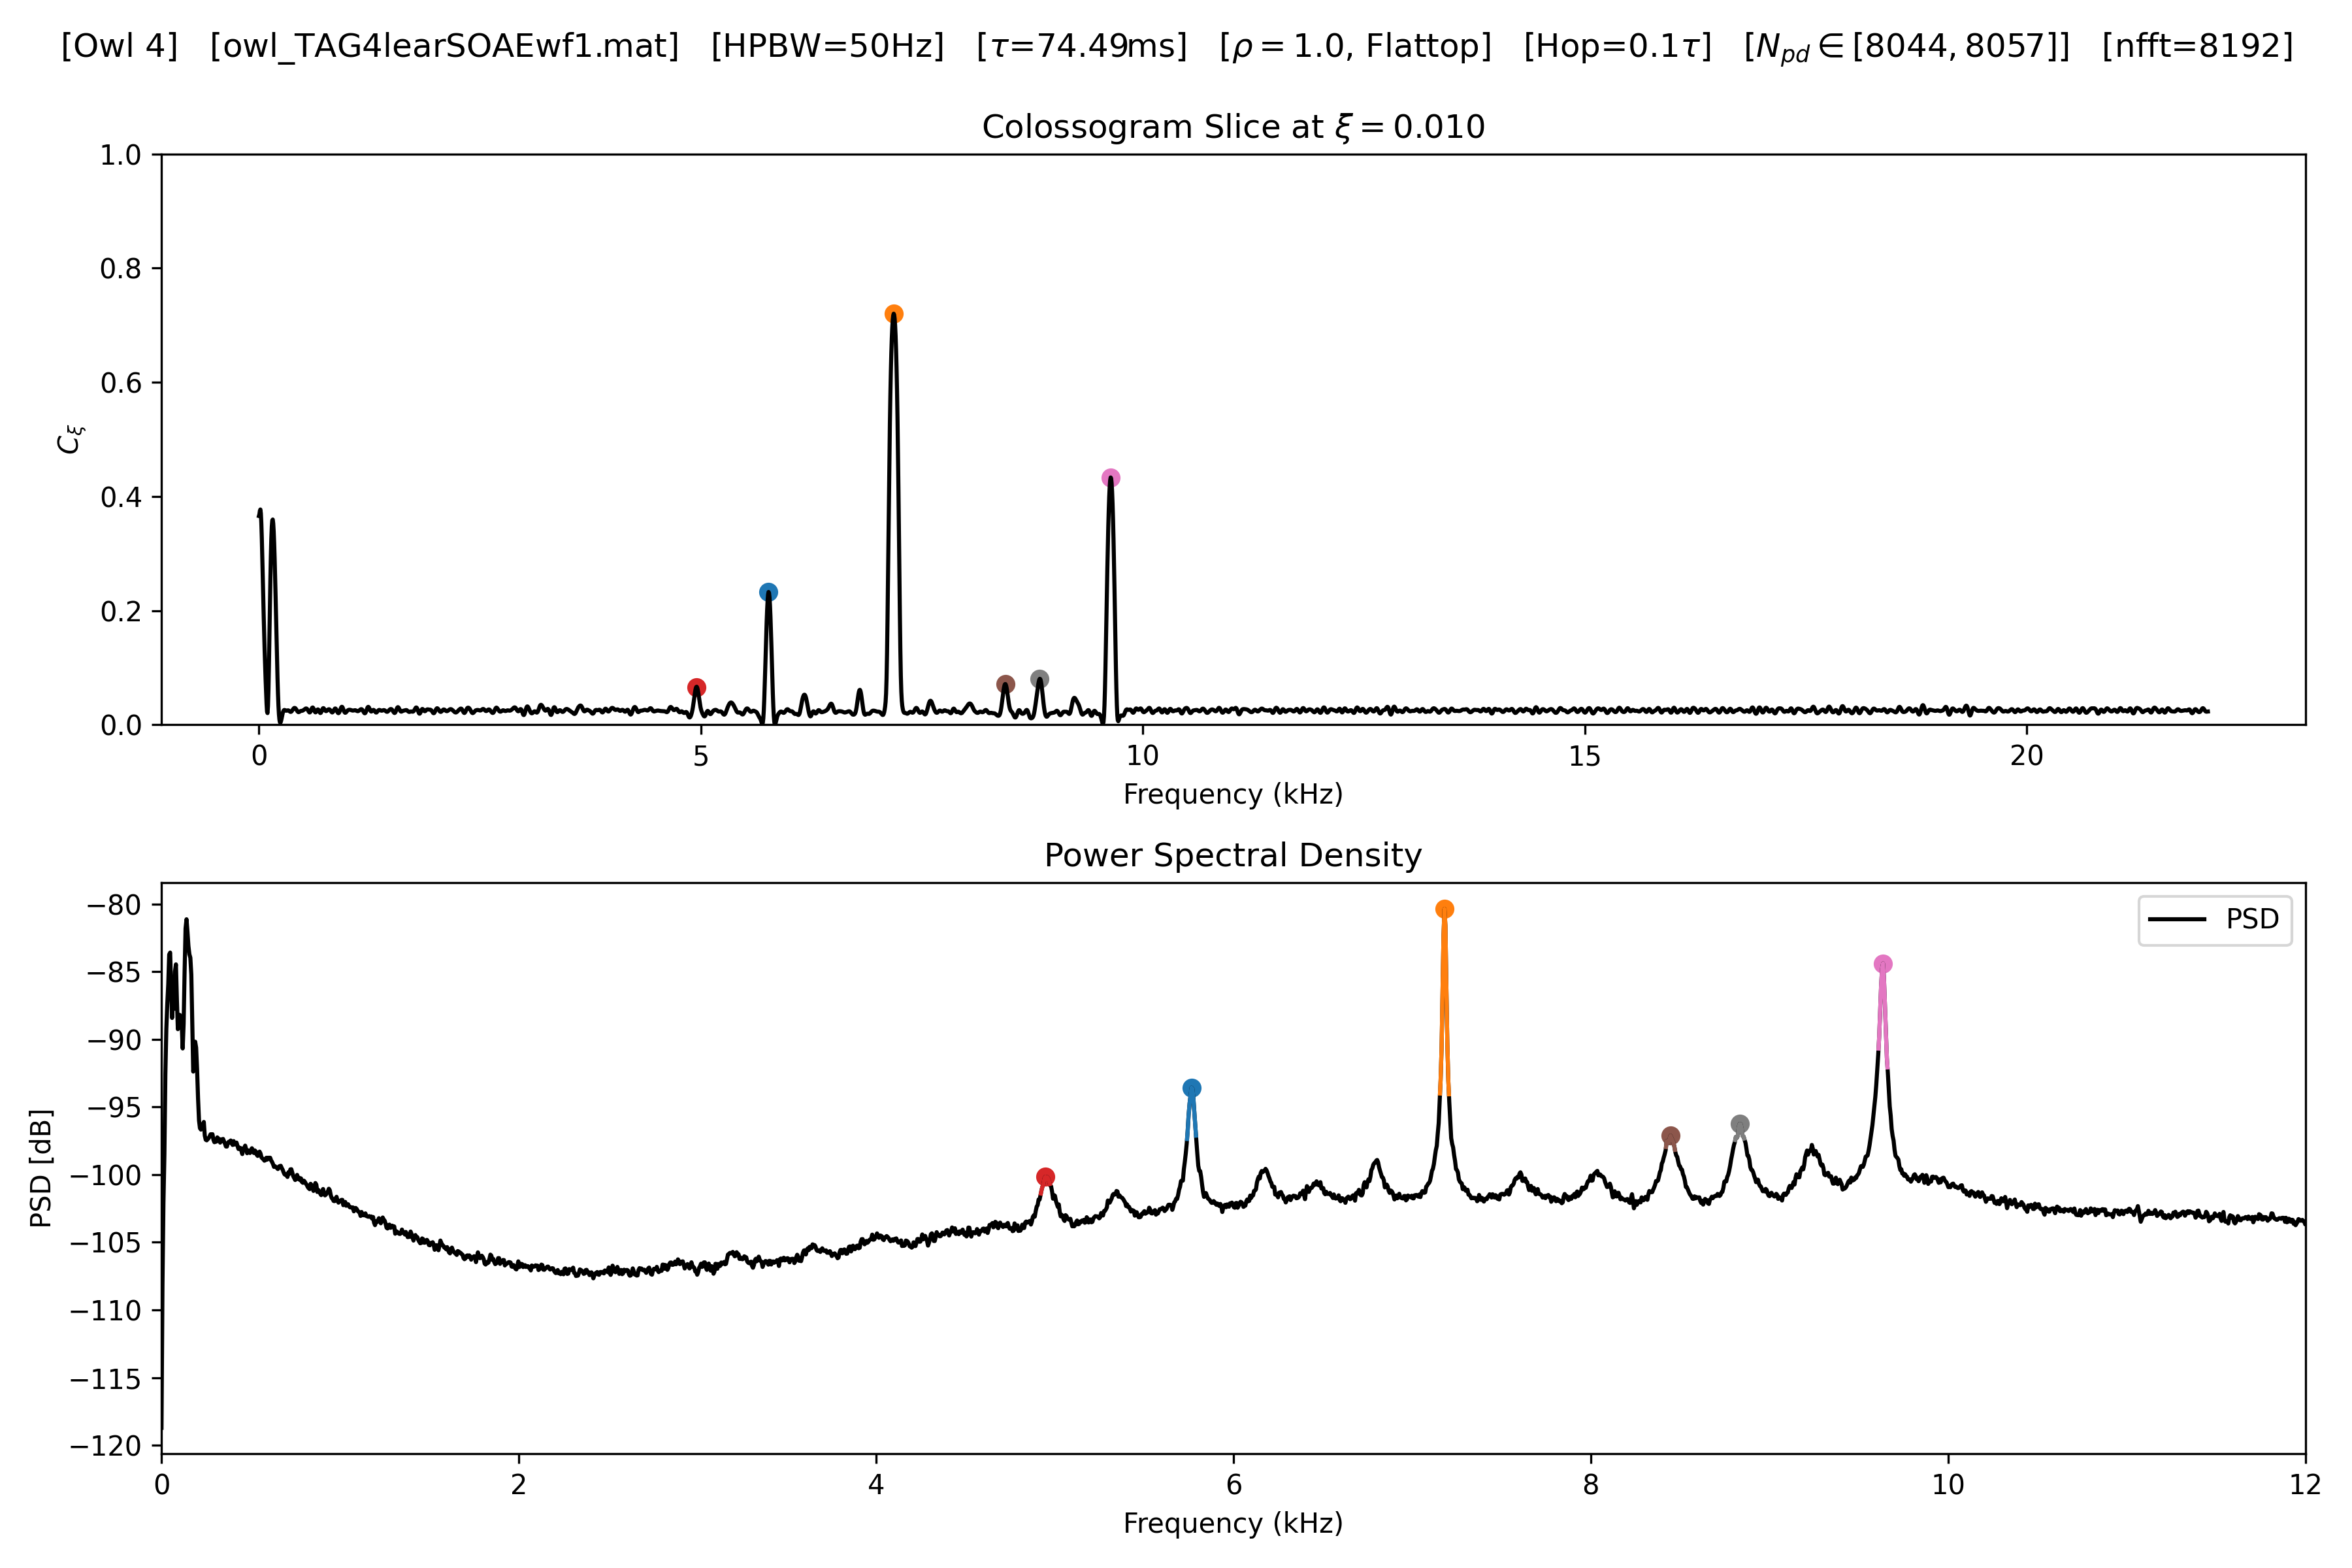 [Owl 4] [owl_TAG4learSOAEwf1.mat] [HPBW=50Hz] [τ=74.49ms] [ρ = 1.0, Flattop] [Hop=0.1τ] [N_pd ∈ [8044, 8057]] [nfft=8192]
Colossogram Slice at ξ = 0.010
1.0
0.8
0.6
0.4
0.2
0.0
C_ξ
0 5 10 15 20
Frequency (kHz)
Power Spectral Density
−80
−85
−90
−95
−100
−105
−110
−115
−120
PSD [dB]
PSD
0 2 4 6 8 10 12
Frequency (kHz)